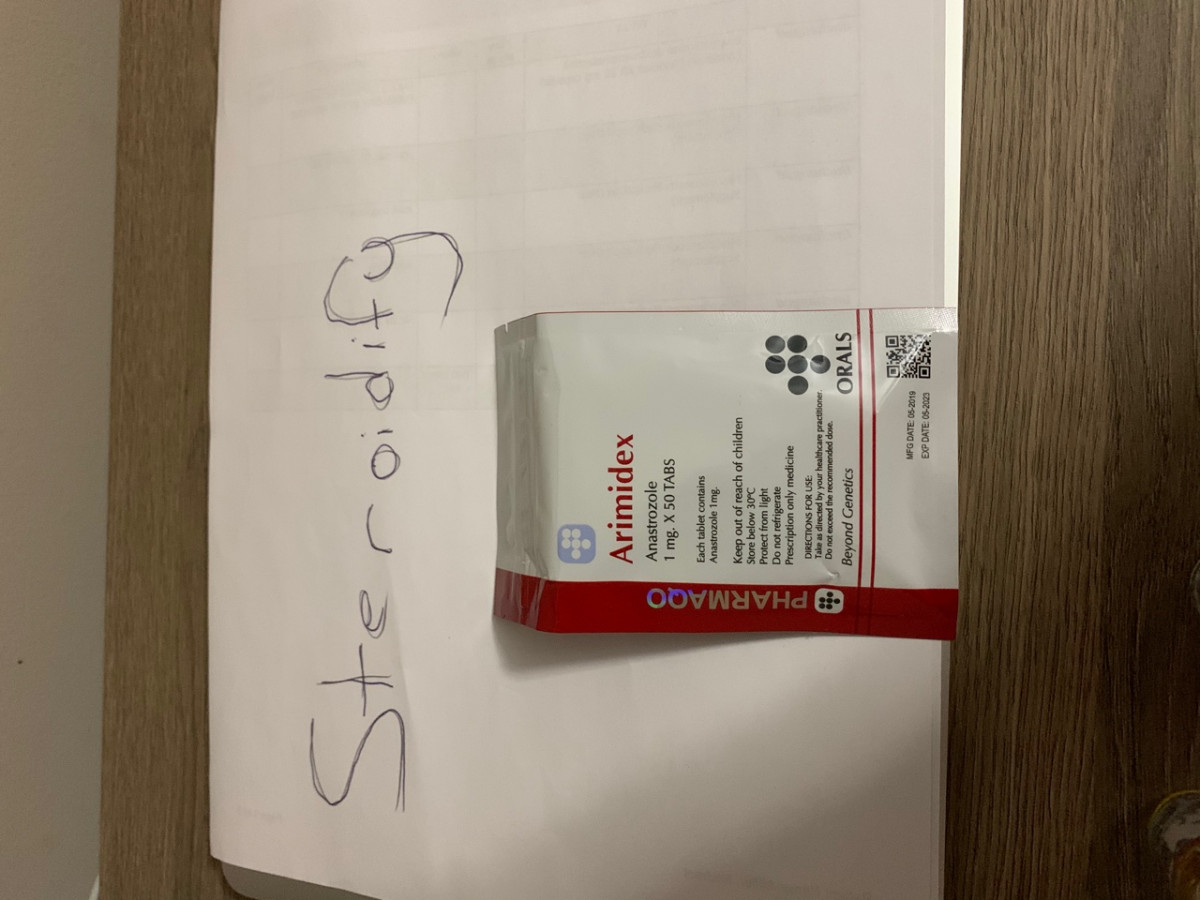 Steroidify
Arimidex
Anastrozole
1 mg. X 50 TABS
Each tablet contains
Anastrozole 1mg.
Keep out of reach of children
Store below 30ºC
Protect from light
Do not refrigerate
Prescription only medicine
DIRECTIONS FOR USE:
Take as directed by your healthcare practitioner.
Do not exceed the recommended dose.
Beyond Genetics
ORALS
MFG DATE: 05-2019
EXP DATE: 05-2023
PHARMAQO